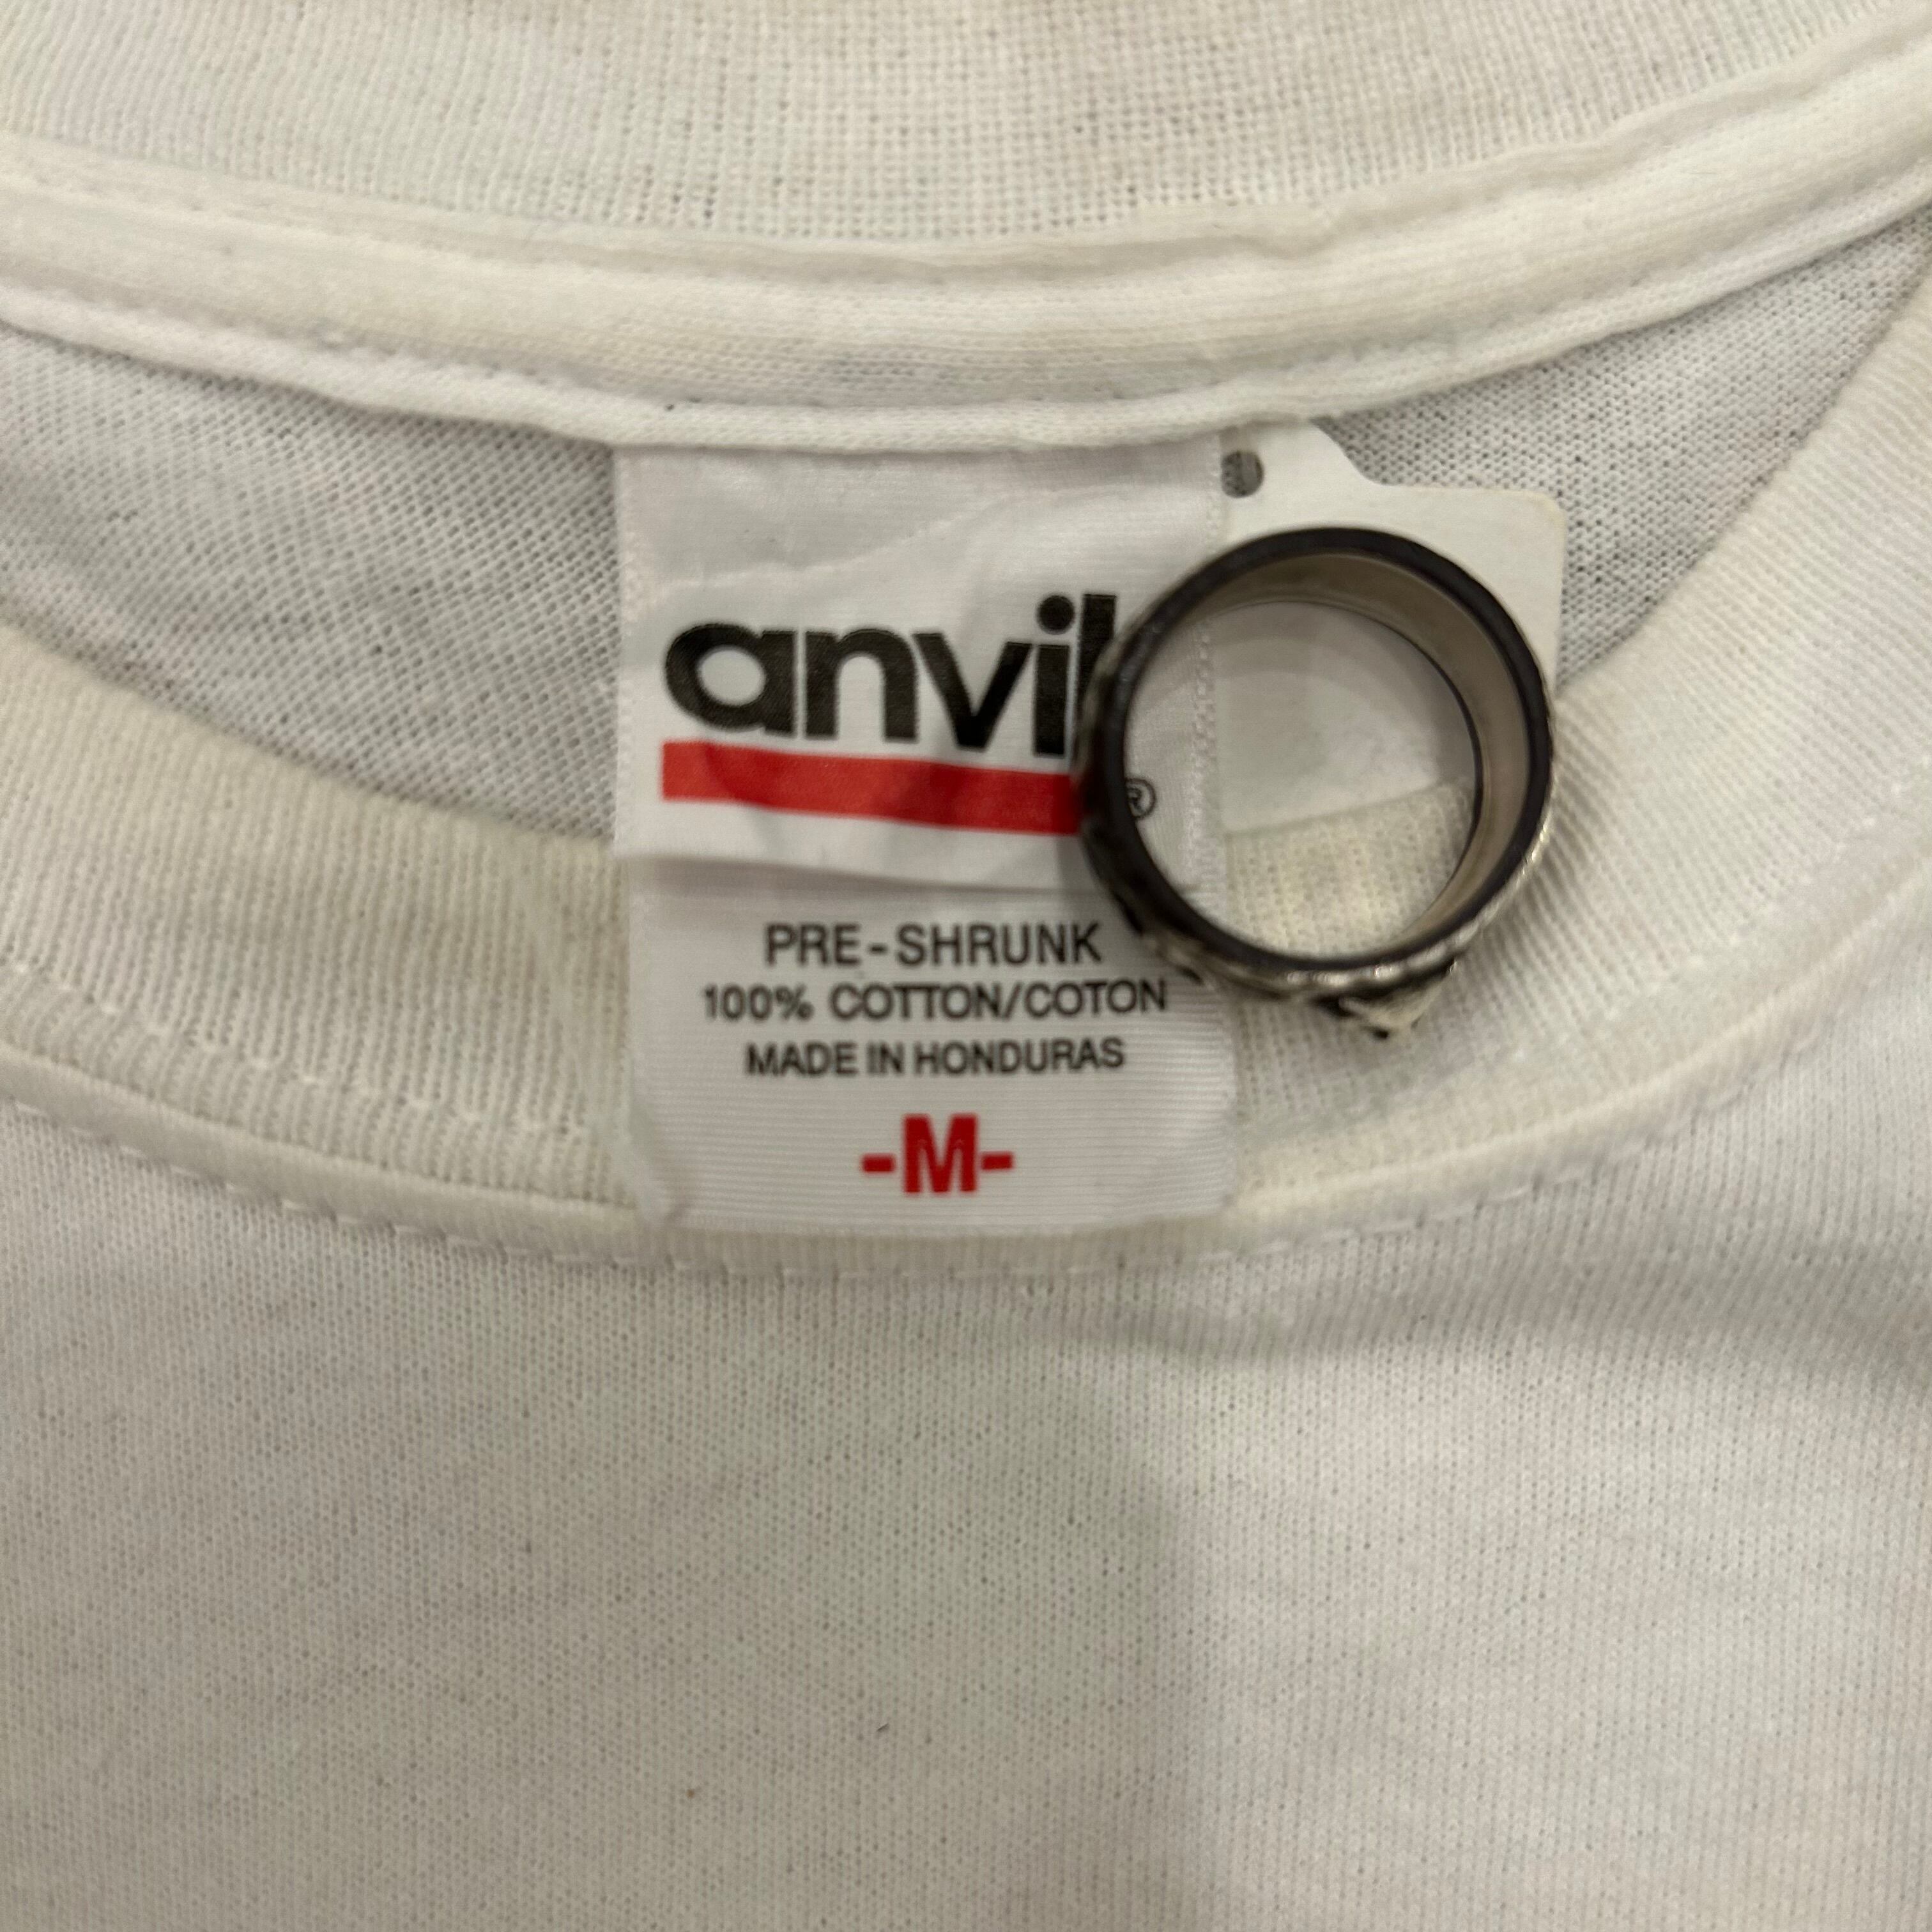 anvil
®
PRE-SHRUNK
100% COTTON/COTON
MADE IN HONDURAS
-M-